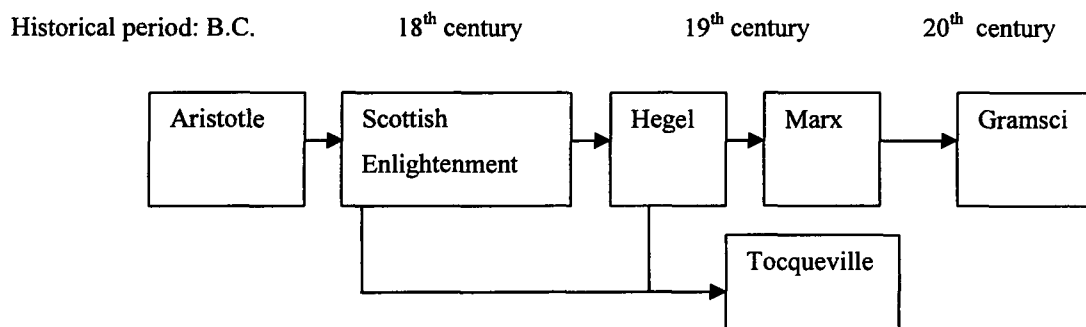 Historical period: B.C. 18th century 19th century 20th century
Aristotle Scottish Hegel Marx Gramsci
Enlightenment
Tocqueville